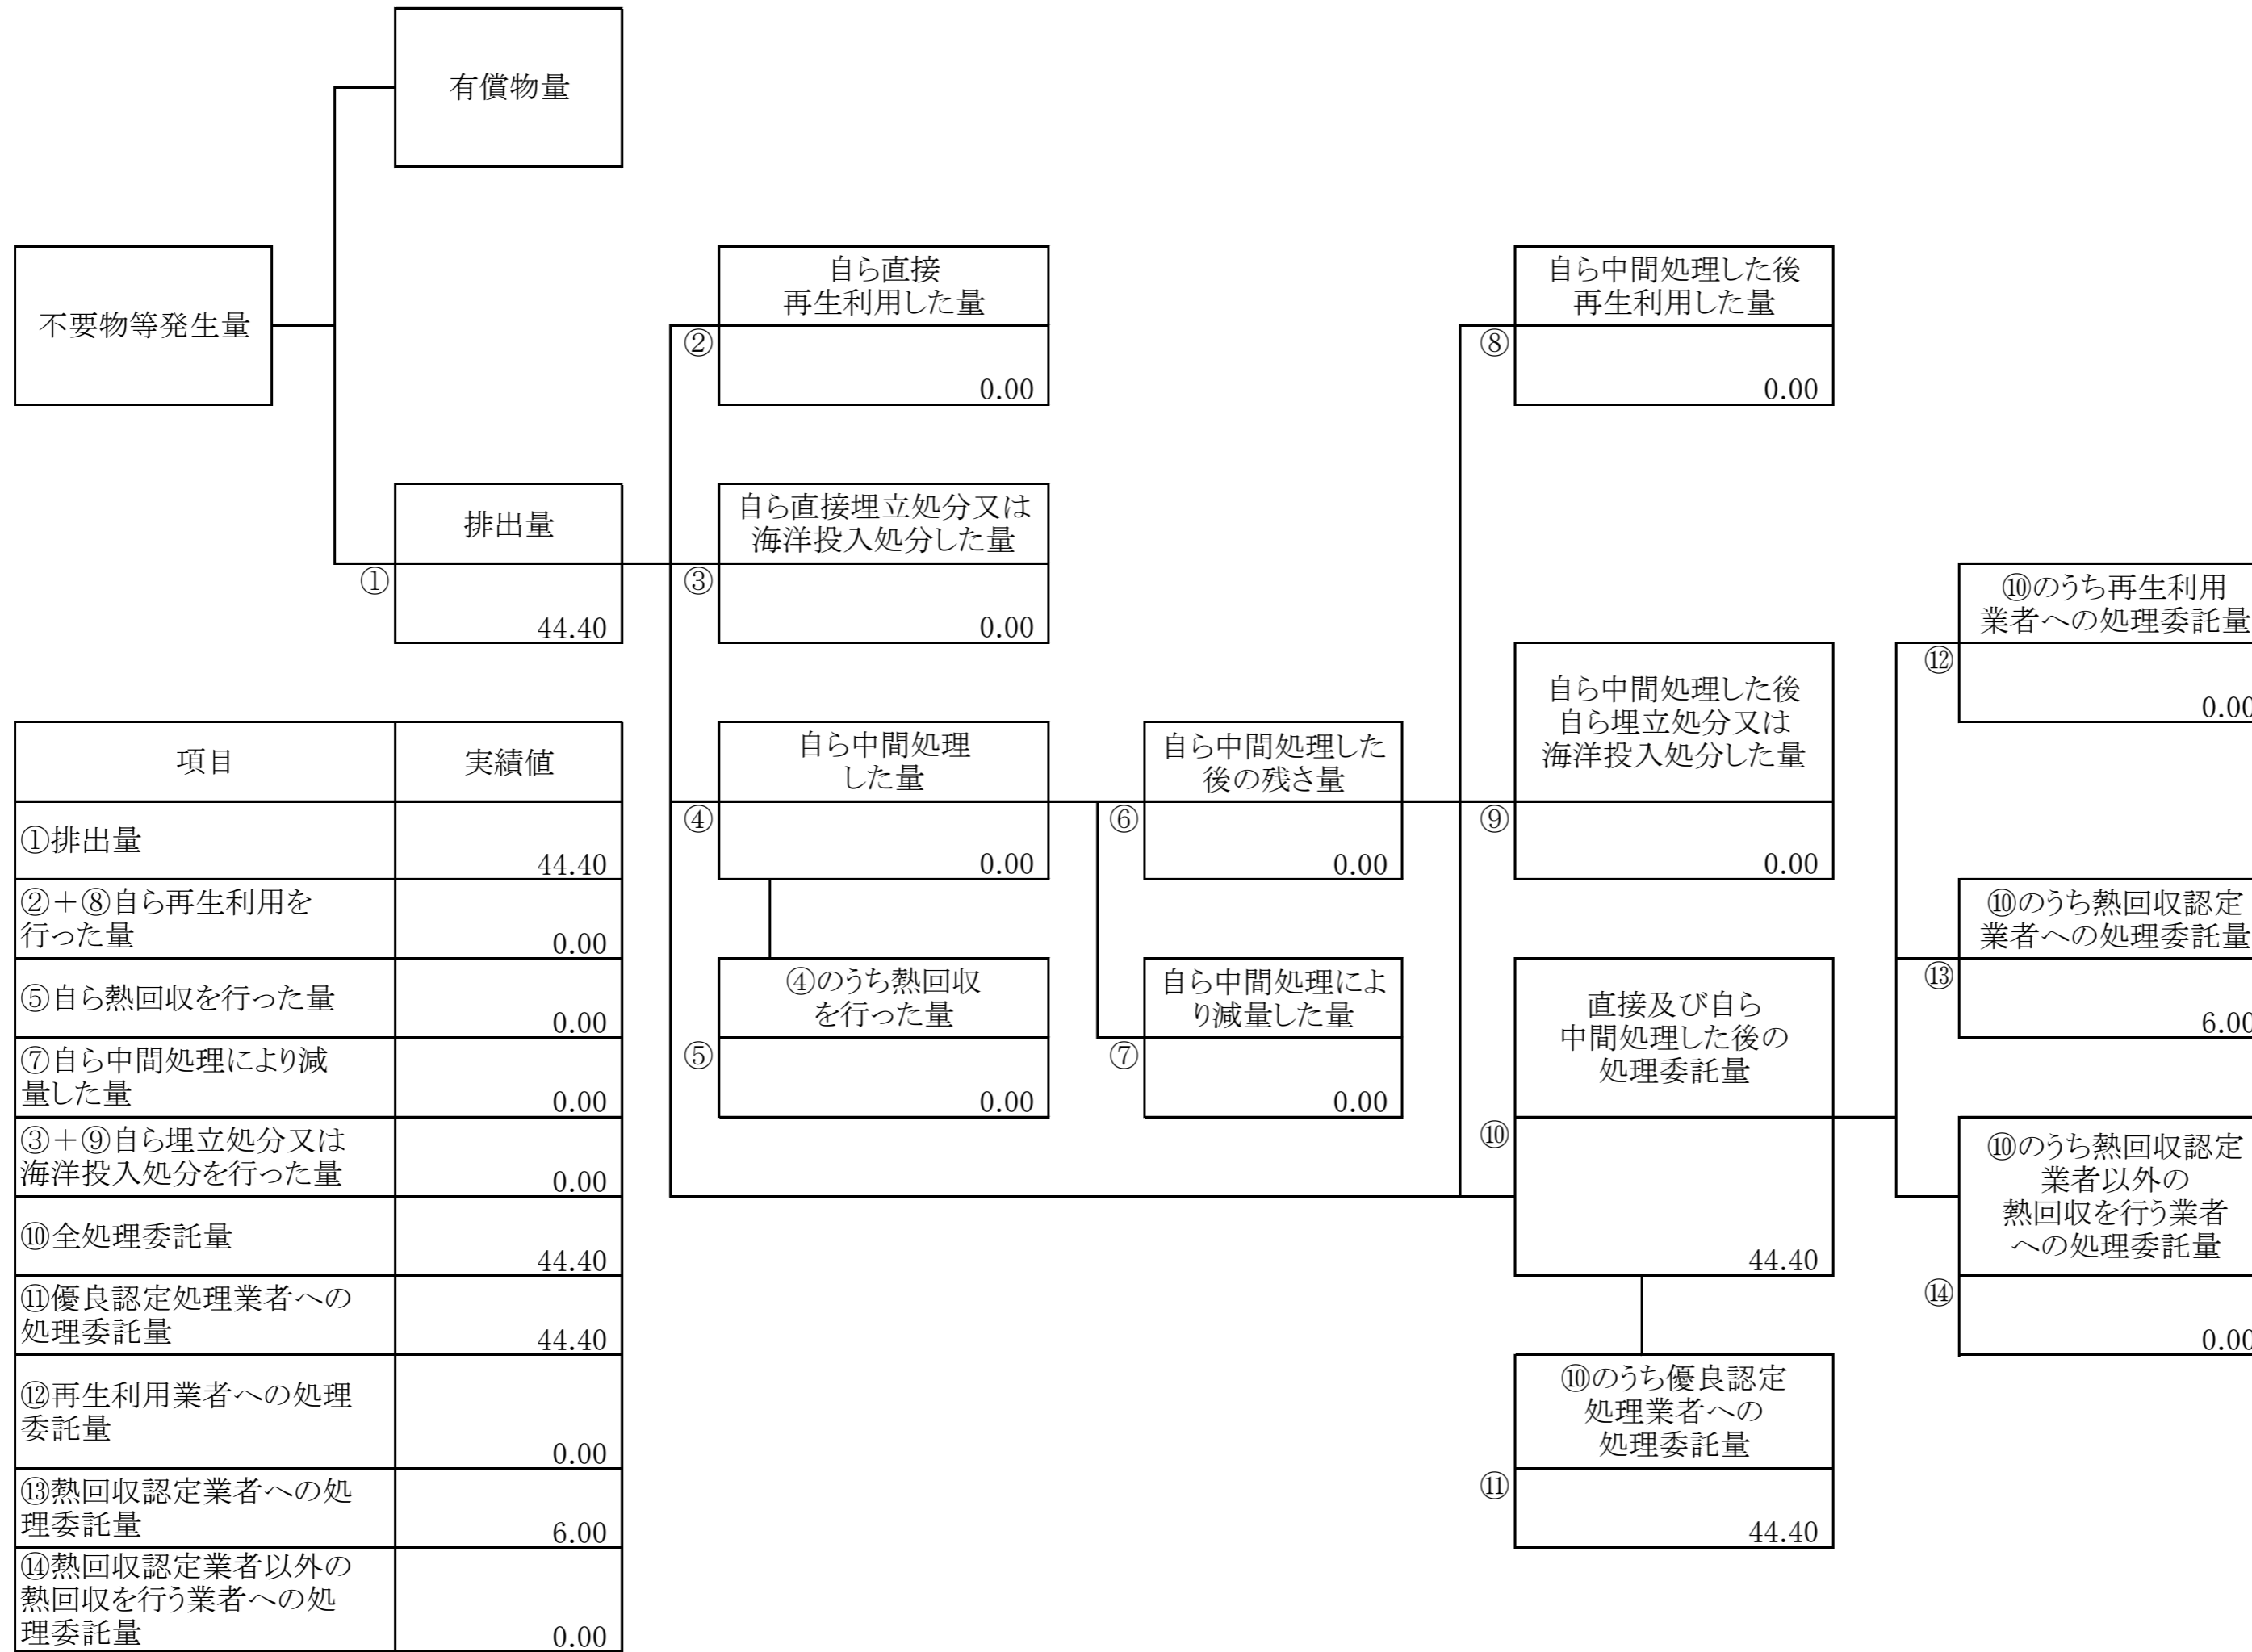 有償物量
不要物等発生量
自ら直接
再生利用した量
②
0.00
自ら中間処理した後
再生利用した量
⑧
0.00
排出量
①
44.40
自ら直接埋立処分又は
海洋投入処分した量
③
0.00
⑩のうち再生利用
業者への処理委託量
⑫
0.00
自ら中間処理
した量
④
0.00
自ら中間処理した
後の残さ量
⑥
0.00
自ら中間処理した後
自ら埋立処分又は
海洋投入処分した量
⑨
0.00
⑩のうち熱回収認定
業者への処理委託量
⑬
6.00
④のうち熱回収
を行った量
⑤
0.00
自ら中間処理によ
り減量した量
⑦
0.00
直接及び自ら
中間処理した後の
処理委託量
⑩
44.40
⑩のうち熱回収認定
業者以外の
熱回収を行う業者
への処理委託量
⑭
0.00
⑩のうち優良認定
処理業者への
処理委託量
⑪
44.40
項目 実績値
①排出量
44.40
②＋⑧自ら再生利用を
行った量
0.00
⑤自ら熱回収を行った量
0.00
⑦自ら中間処理により減
量した量
0.00
③＋⑨自ら埋立処分又は
海洋投入処分を行った量
0.00
⑩全処理委託量
44.40
⑪優良認定処理業者への
処理委託量
44.40
⑫再生利用業者への処理
委託量
0.00
⑬熱回収認定業者への処
理委託量
6.00
⑭熱回収認定業者以外の
熱回収を行う業者への処
理委託量
0.00